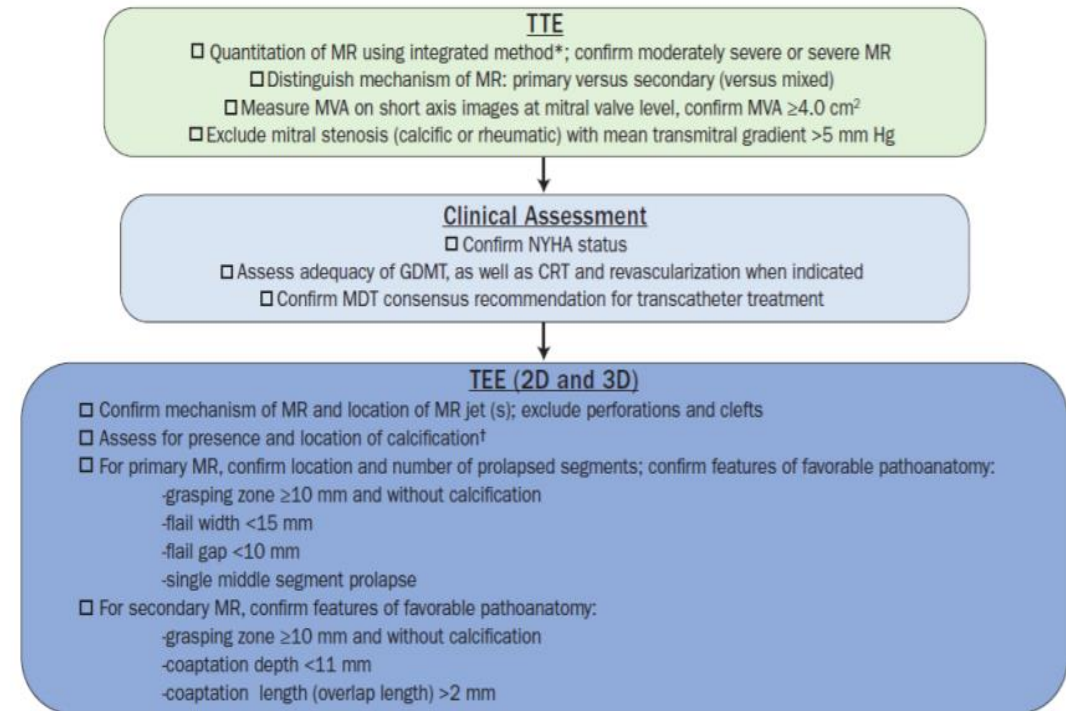 TTE
☐ Quantitation of MR using integrated method*; confirm moderately severe or severe MR
☐ Distinguish mechanism of MR: primary versus secondary (versus mixed)
☐ Measure MVA on short axis images at mitral valve level, confirm MVA ≥4.0 cm²
☐ Exclude mitral stenosis (calcific or rheumatic) with mean transmitral gradient >5 mm Hg
Clinical Assessment
☐ Confirm NYHA status
☐ Assess adequacy of GDMT, as well as CRT and revascularization when indicated
☐ Confirm MDT consensus recommendation for transcatheter treatment
TEE (2D and 3D)
☐ Confirm mechanism of MR and location of MR jet (s); exclude perforations and clefts
☐ Assess for presence and location of calcification†
☐ For primary MR, confirm location and number of prolapsed segments; confirm features of favorable pathoanatomy:
-grasping zone ≥10 mm and without calcification
-flail width <15 mm
-flail gap <10 mm
-single middle segment prolapse
☐ For secondary MR, confirm features of favorable pathoanatomy:
-grasping zone ≥10 mm and without calcification
-coaptation depth <11 mm
-coaptation length (overlap length) >2 mm